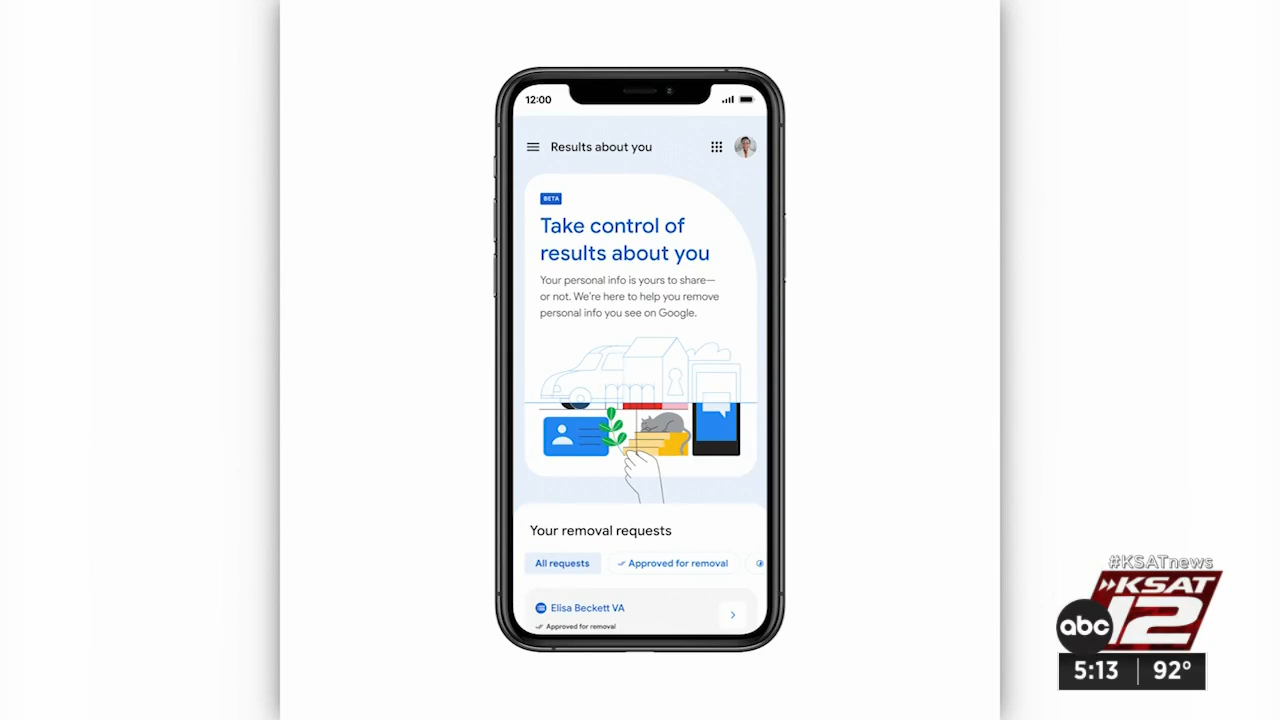 12:00
Results about you
BETA
Take control of
results about you
Your personal info is yours to share—
or not. We're here to help you remove
personal info you see on Google.
Your removal requests
All requests
Approved for removal
Elisa Beckett VA
Approved for removal
#KSATnews
KSAT
abc
12
5:13
92°